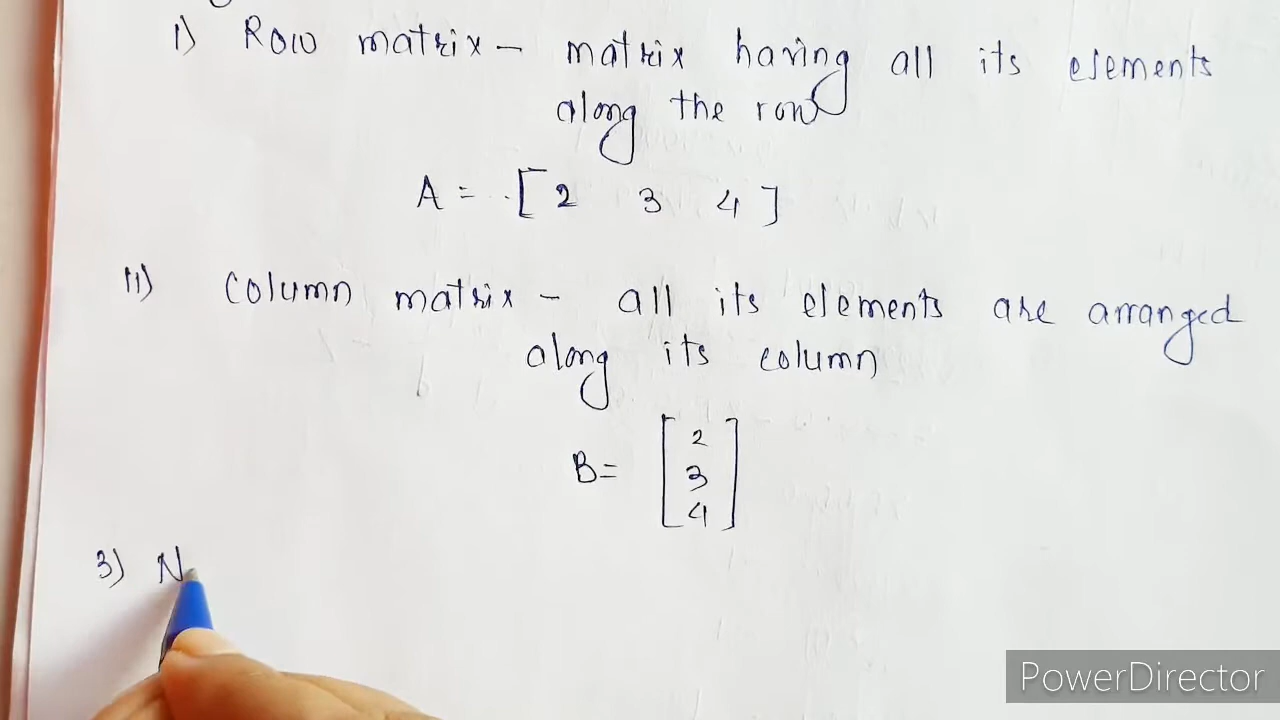 1) Row matrix - matrix having all its elements
along the row
A = [ 2 3 4 ]
11) column matrix - all its elements are arranged
along its column
B = [ 2
3
4 ]
3) N
PowerDirector